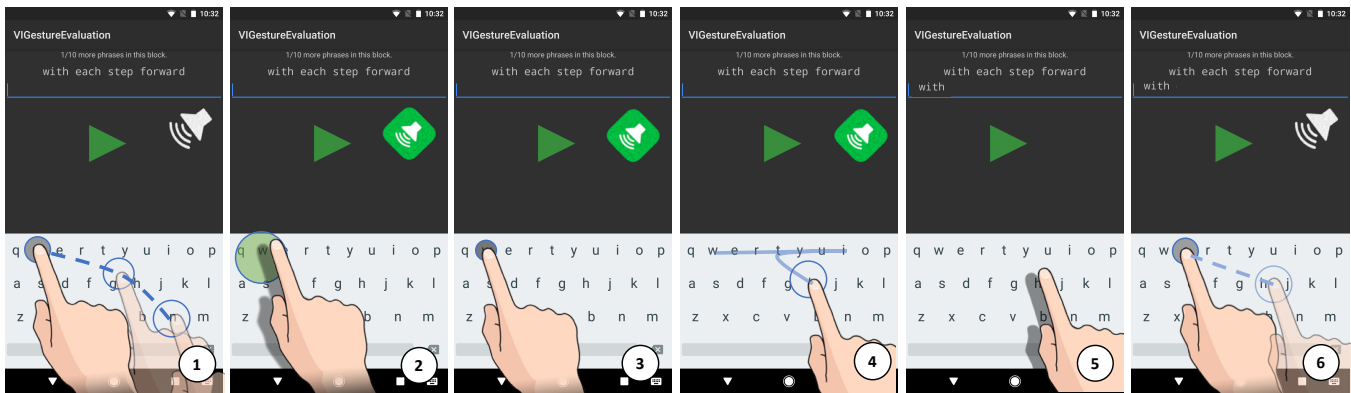 10:32
VIGestureEvaluation
1/10 more phrases in this block.
with each step forward
q e r t y u i o p
a s d f g h j k l
z b n m
1
10:32
VIGestureEvaluation
1/10 more phrases in this block.
with each step forward
q w r t y u i o p
a s f g h j k l
z b n m
2
10:32
VIGestureEvaluation
1/10 more phrases in this block.
with each step forward
q e r t y u i o p
a s f g h j k l
z b n m
3
10:32
VIGestureEvaluation
1/10 more phrases in this block.
with each step forward
q w e r t y u i o p
a s d f g j k l
z x c v b n m
4
10:32
VIGestureEvaluation
1/10 more phrases in this block.
with each step forward
with
q w e r t y u i o p
a s d f g h j k l
z x c v b n m
5
10:32
VIGestureEvaluation
1/10 more phrases in this block.
with each step forward
with
q w r t y u i o p
a s f g h j k l
z x b n m
6